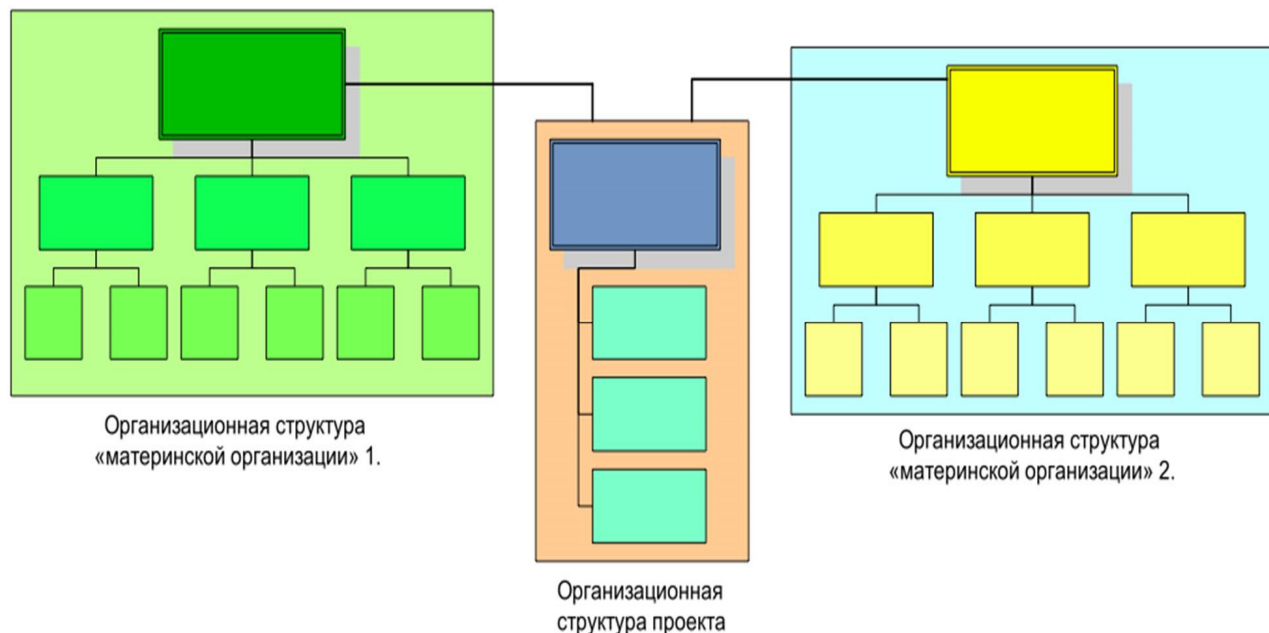 Организационная структура
«материнской организации» 1.
Организационная структура
«материнской организации» 2.
Организационная
структура проекта